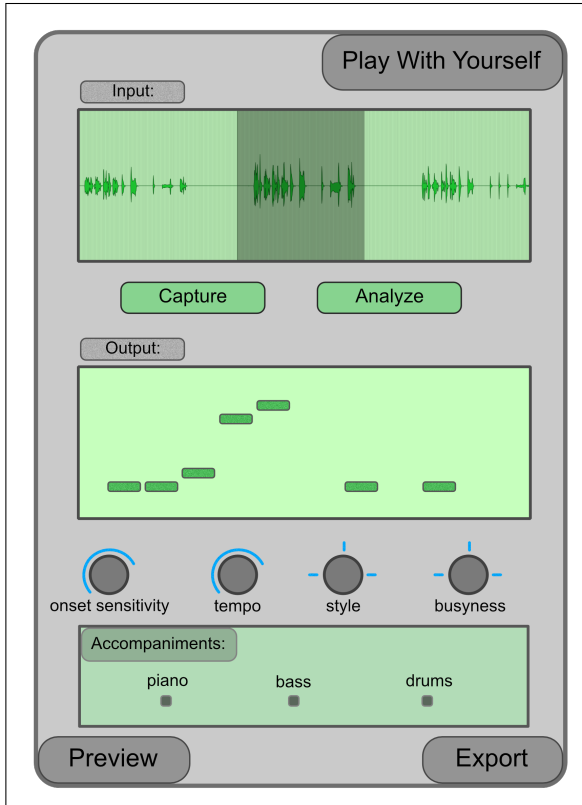 Play With Yourself
Input:
Capture
Analyze
Output:
onset sensitivity
tempo
style
busyness
Accompaniments:
piano
bass
drums
Preview
Export